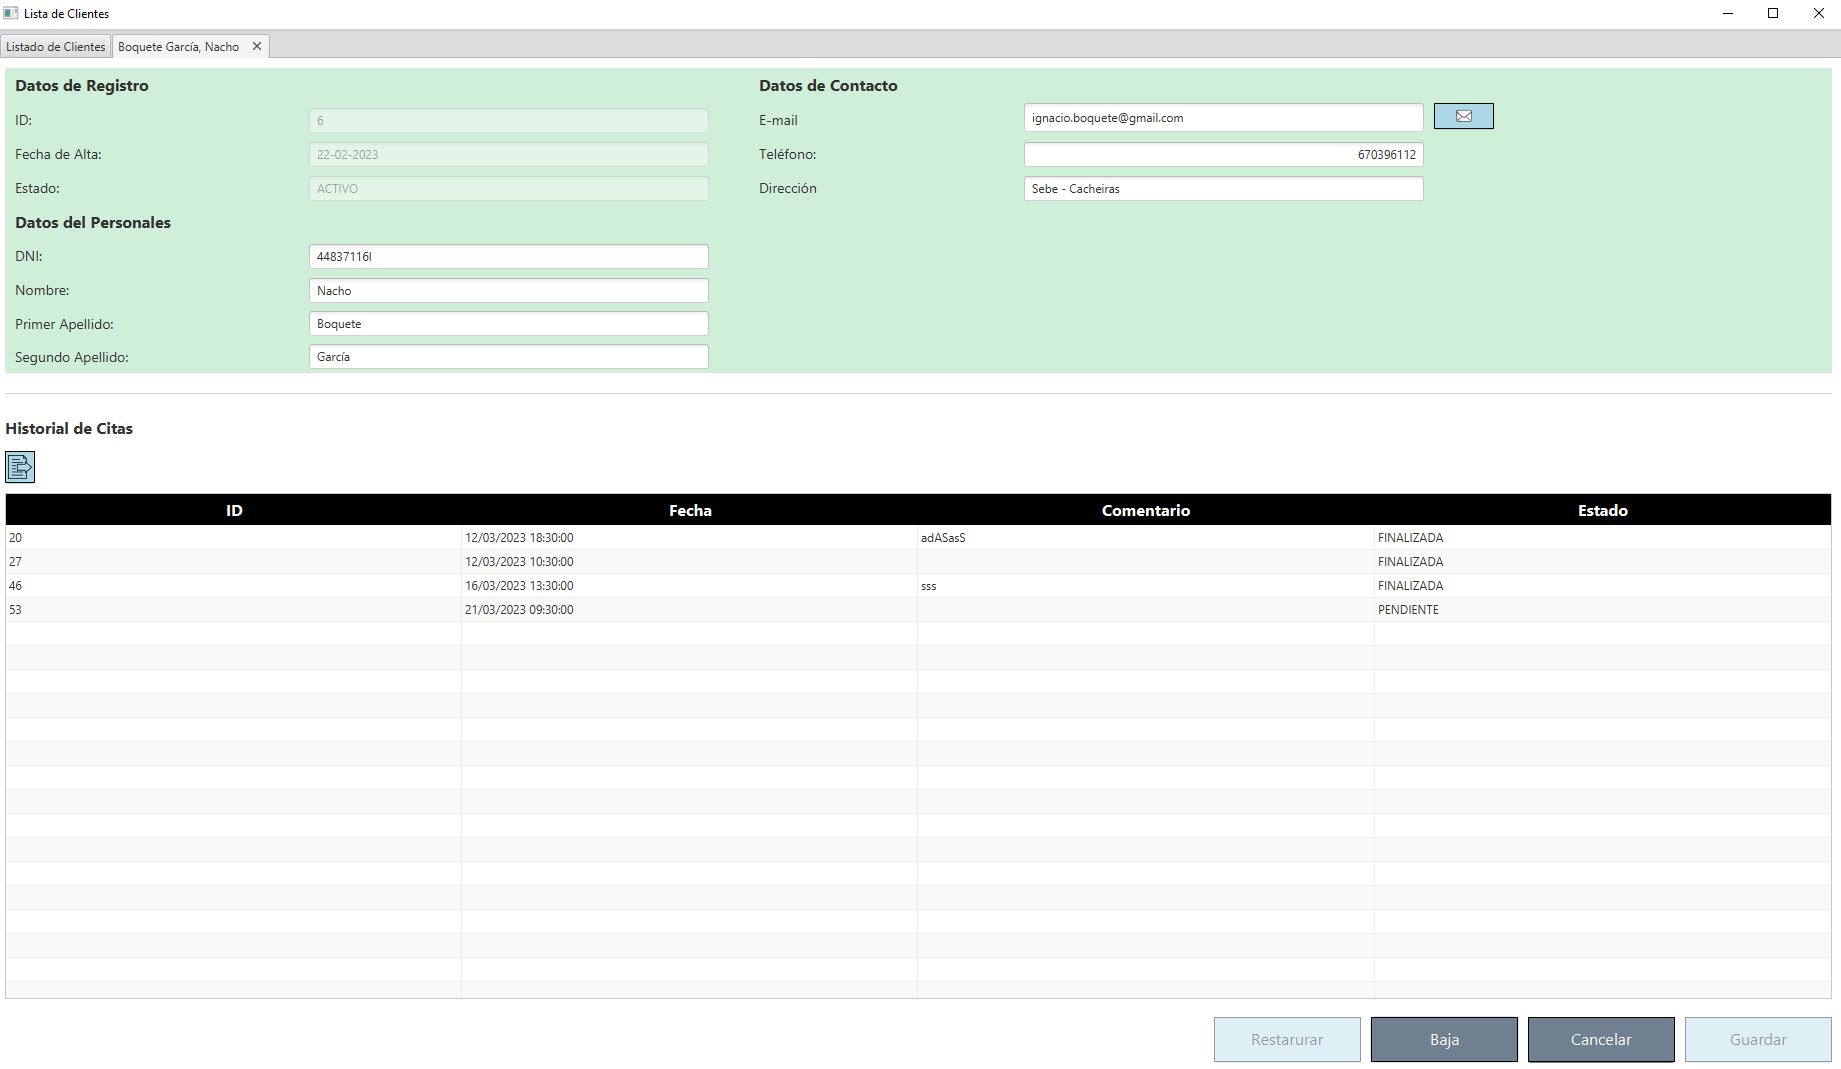 Lista de Clientes
Listado de Clientes
Boquete García, Nacho
Datos de Registro
ID: 6
Fecha de Alta: 22-02-2023
Estado: ACTIVO
Datos del Personales
DNI: 44837116I
Nombre: Nacho
Primer Apellido: Boquete
Segundo Apellido: García
Datos de Contacto
E-mail ignacio.boquete@gmail.com
Teléfono: 670396112
Dirección Sebe - Cacheiras
Historial de Citas
ID Fecha Comentario Estado
20 12/03/2023 18:30:00 adASasS FINALIZADA
27 12/03/2023 10:30:00 FINALIZADA
46 16/03/2023 13:30:00 sss FINALIZADA
53 21/03/2023 09:30:00 PENDIENTE
Restarurar Baja Cancelar Guardar